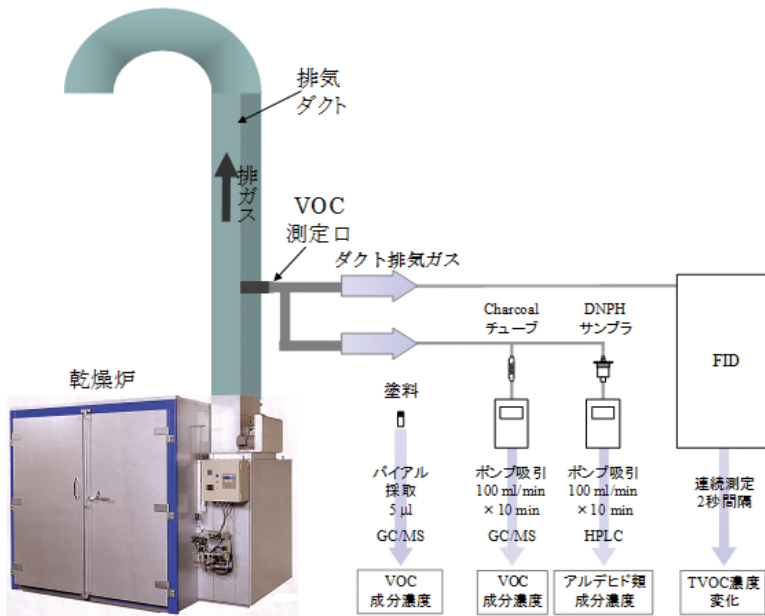 排気
ダクト
排ガス
VOC
測定口
ダクト排気ガス
Charcoal
チューブ
DNPH
サンプラ
FID
乾燥炉
塗料
バイアル
採取
5 μl
GC/MS
ポンプ吸引
100 ml/min
× 10 min
GC/MS
ポンプ吸引
100 ml/min
× 10 min
HPLC
連続測定
2秒間隔
VOC
成分濃度
VOC
成分濃度
アルデヒド類
成分濃度
TVOC濃度
変化